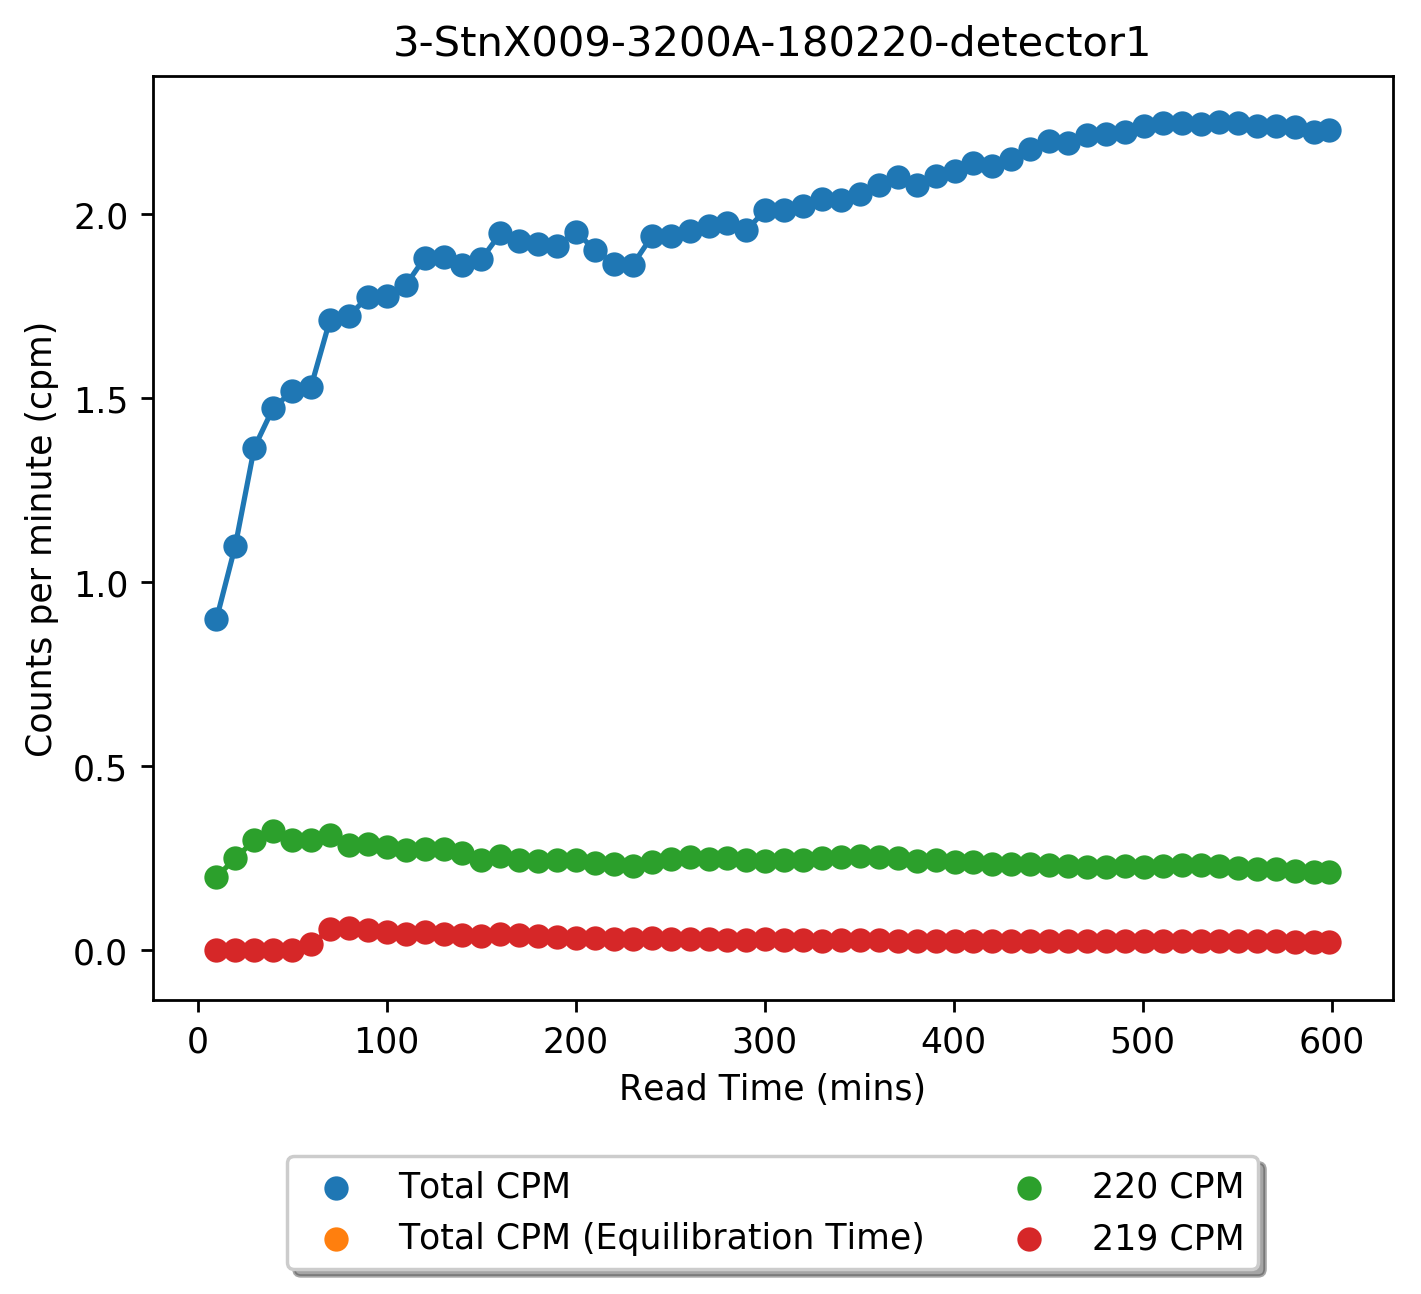 3-StnX009-3200A-180220-detector1
Counts per minute (cpm)
2.0
1.5
1.0
0.5
0.0
0 100 200 300 400 500 600
Read Time (mins)
Total CPM
Total CPM (Equilibration Time)
220 CPM
219 CPM